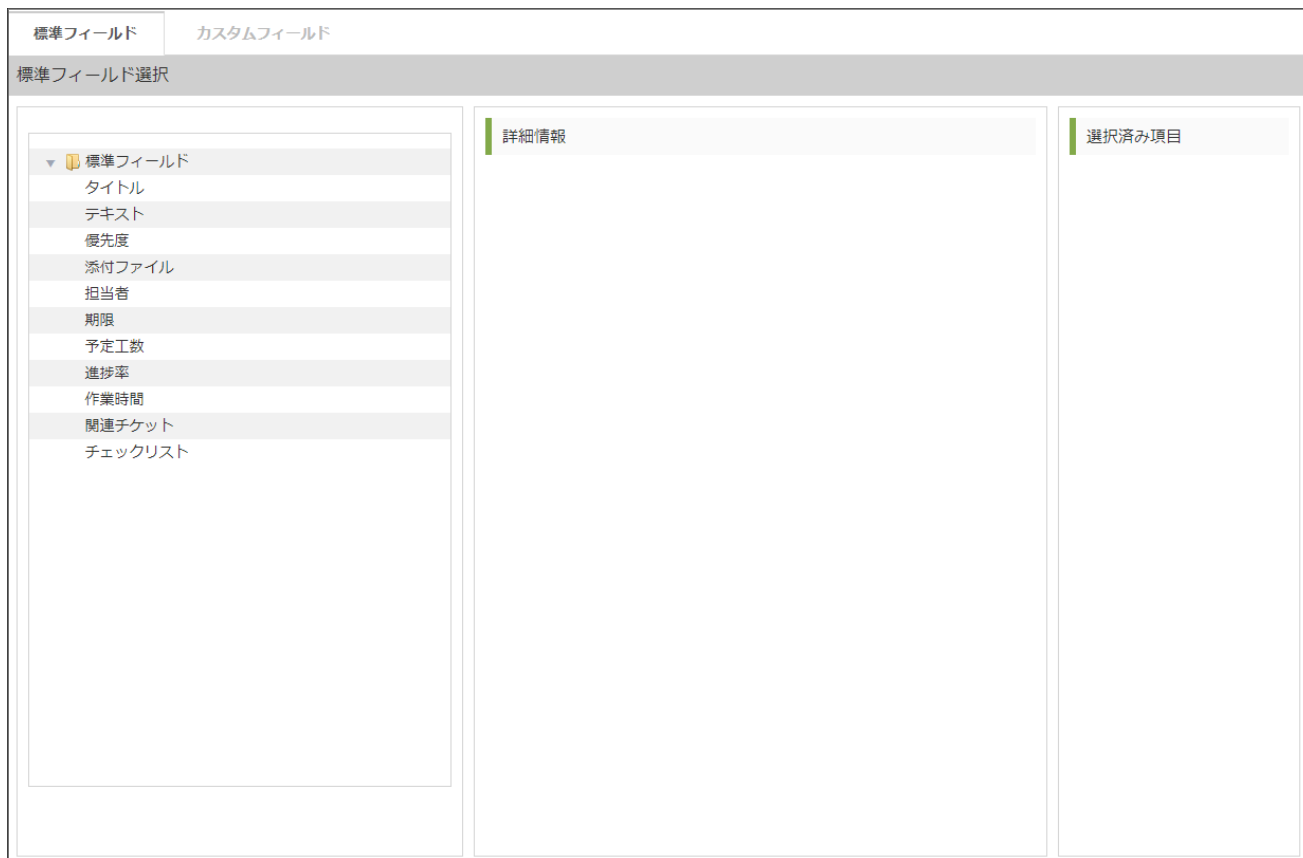 標準フィールド
カスタムフィールド
標準フィールド選択
標準フィールド
タイトル
テキスト
優先度
添付ファイル
担当者
期限
予定工数
進捗率
作業時間
関連チケット
チェックリスト
詳細情報
選択済み項目